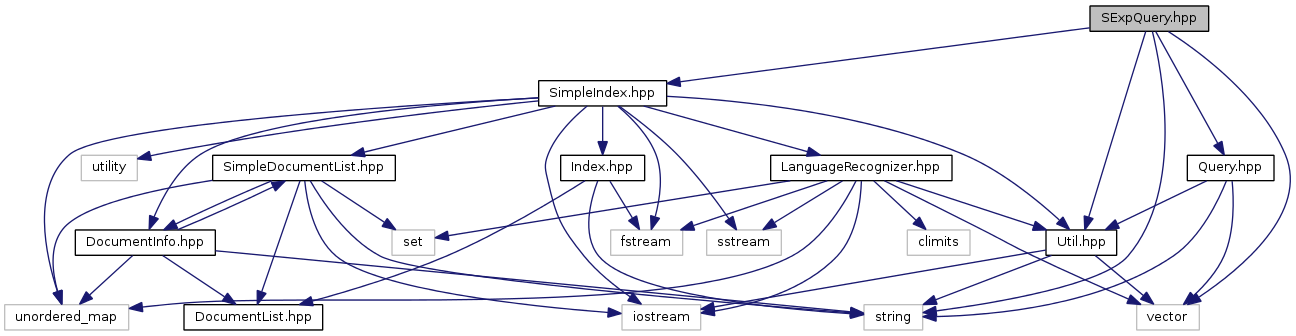 SExpQuery.hpp
SimpleIndex.hpp
utility
SimpleDocumentList.hpp
Index.hpp
LanguageRecognizer.hpp
Query.hpp
DocumentInfo.hpp
set
fstream
sstream
climits
Util.hpp
unordered_map
DocumentList.hpp
iostream
string
vector